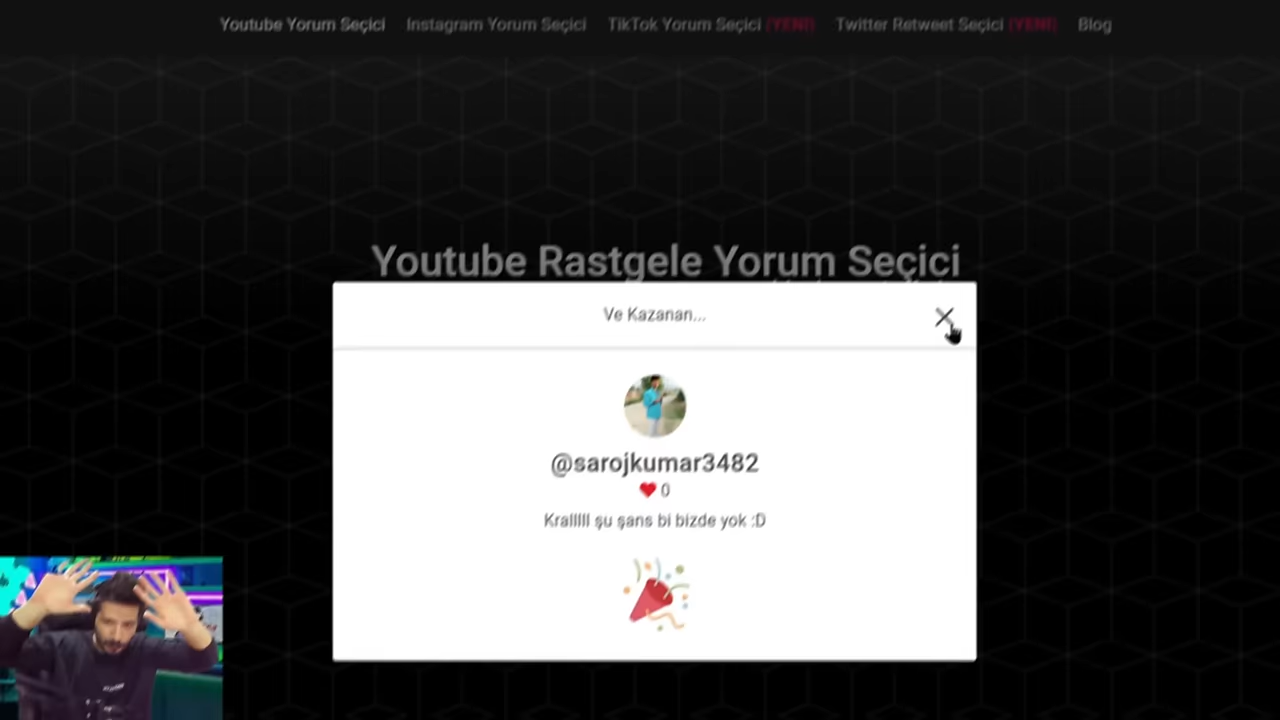 Youtube Yorum Seçici Instagram Yorum Seçici TikTok Yorum Seçici (YENİ) Twitter Retweet Seçici (YENİ) Blog
Youtube Rastgele Yorum Seçici
Ve Kazanan...
@sarojkumar3482
0
Kralllll şu şans bi bizde yok :D